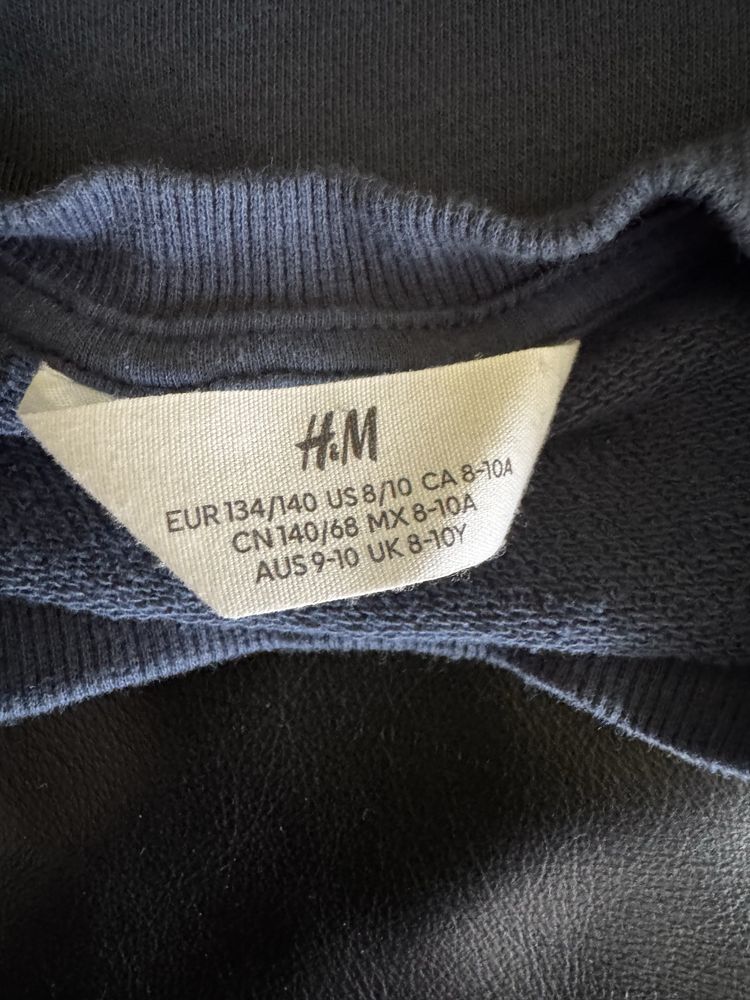 H&M
EUR 134/140 US 8/10 CA 8-10A
CN 140/68 MX 8-10A
AUS 9-10 UK 8-10Y